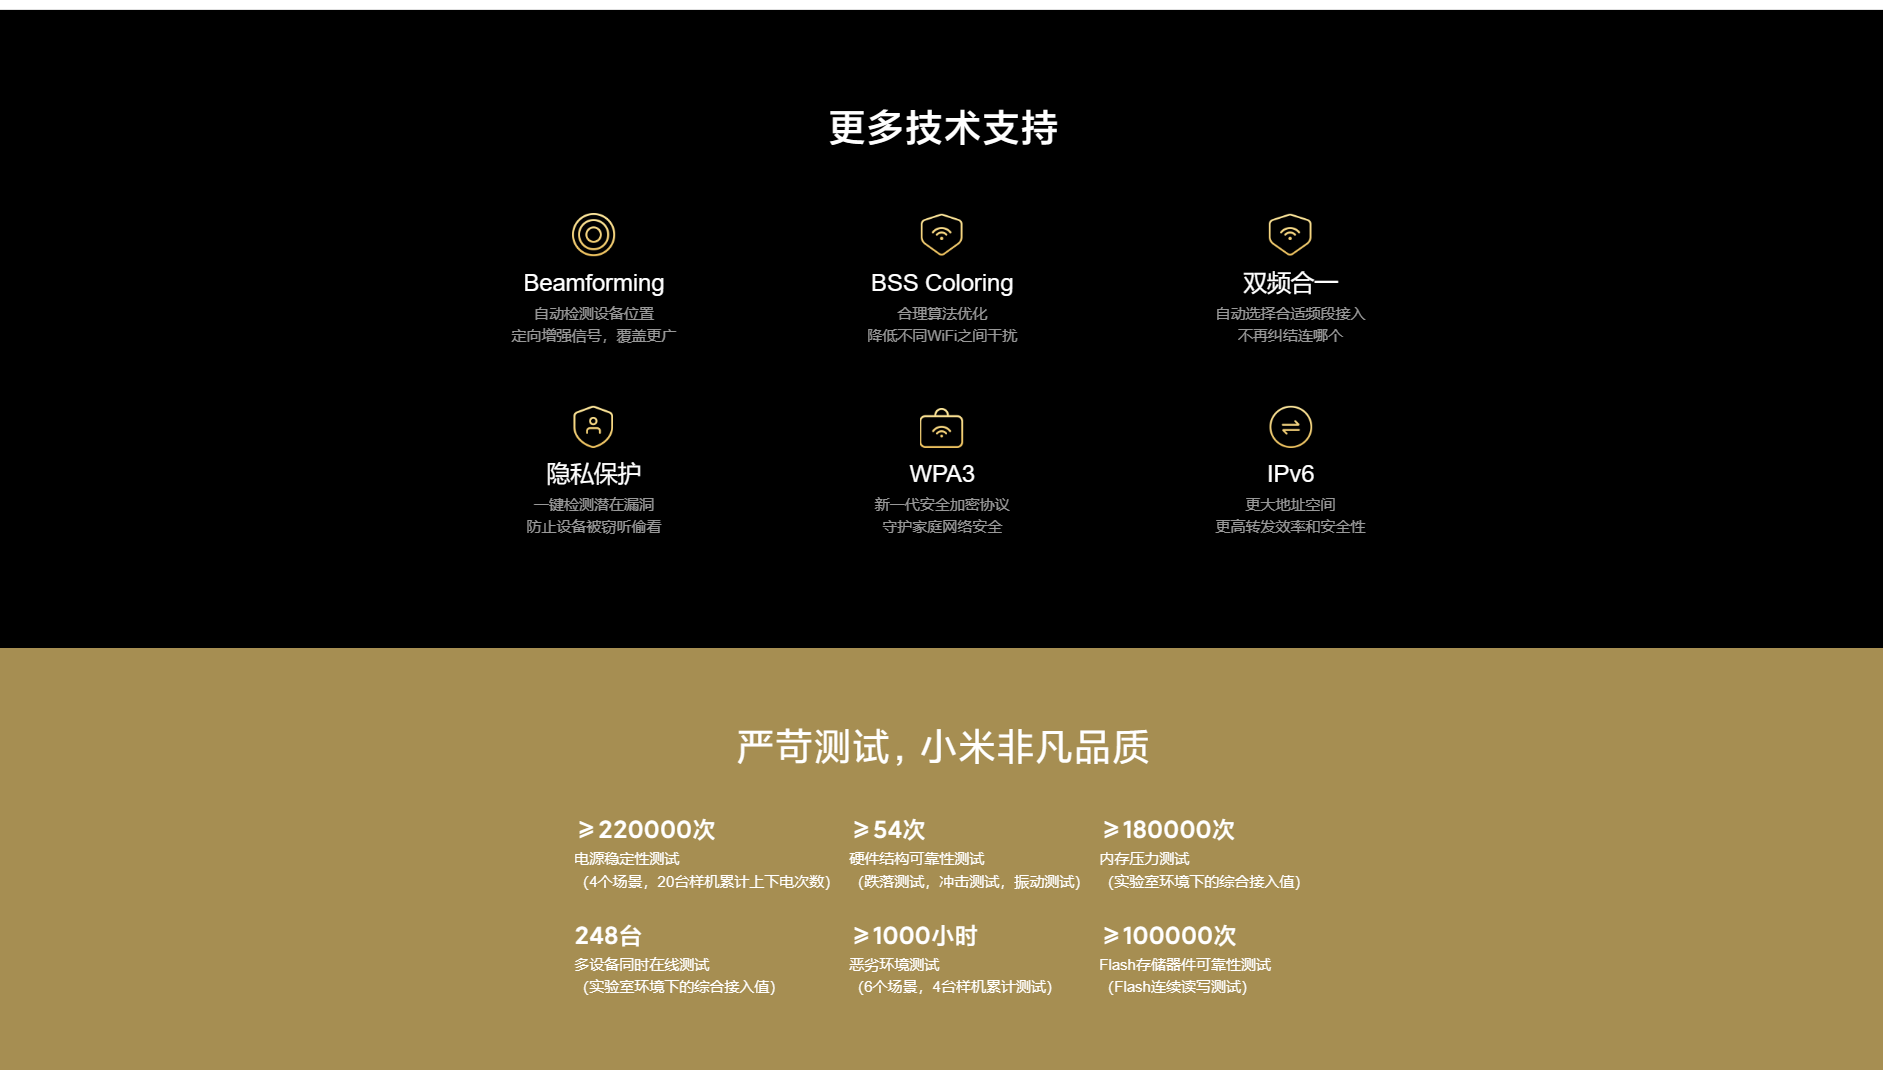 更多技术支持
Beamforming
自动检测设备位置
定向增强信号，覆盖更广
BSS Coloring
合理算法优化
降低不同WiFi之间干扰
双频合一
自动选择合适频段接入
不再纠结连哪个
隐私保护
一键检测潜在漏洞
防止设备被窃听偷看
WPA3
新一代安全加密协议
守护家庭网络安全
IPv6
更大地址空间
更高转发效率和安全性
严苛测试，小米非凡品质
≥220000次
电源稳定性测试
（4个场景，20台样机累计上下电次数）
≥54次
硬件结构可靠性测试
（跌落测试，冲击测试，振动测试）
≥180000次
内存压力测试
（实验室环境下的综合接入值）
248台
多设备同时在线测试
（实验室环境下的综合接入值）
≥1000小时
恶劣环境测试
（6个场景，4台样机累计测试）
≥100000次
Flash存储器件可靠性测试
（Flash连续读写测试）